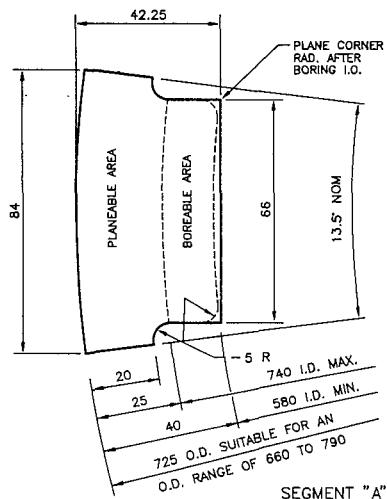 42.25
PLANE CORNER
RAD. AFTER
BORING I.O.
84
PLANEABLE AREA
BOREABLE AREA
66
13.5° NOM
5 R
20
740 I.D. MAX.
25
580 I.D. MIN.
40
725 O.D. SUITABLE FOR AN
O.D. RANGE OF 660 TO 790
SEGMENT "A"